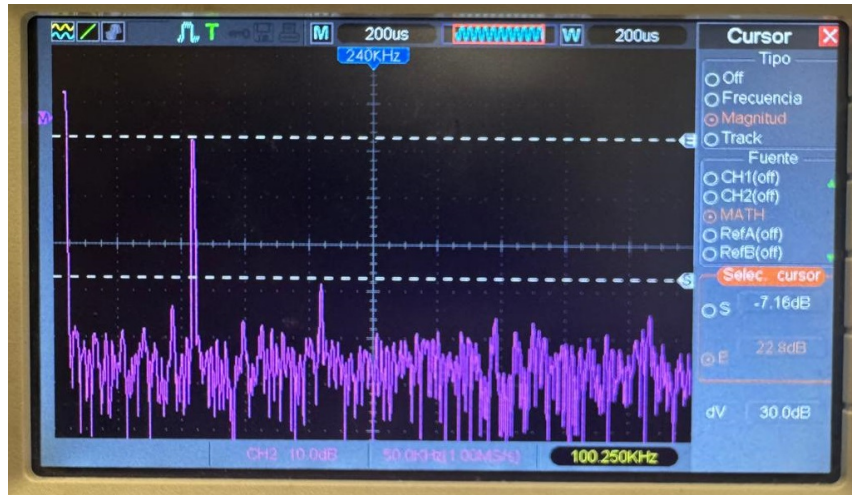 T M 200us W 200us
240KHz
M
E
S
Cursor
Tipo
Off
Frecuencia
Magnitud
Track
Fuente
CH1(off)
CH2(off)
MATH
RefA(off)
RefB(off)
Selec. cursor
S -7.16dB
E 22.8dB
dV 30.0dB
CH2 10.0dB 50.0KHz(1.00MS/s) 100.250KHz